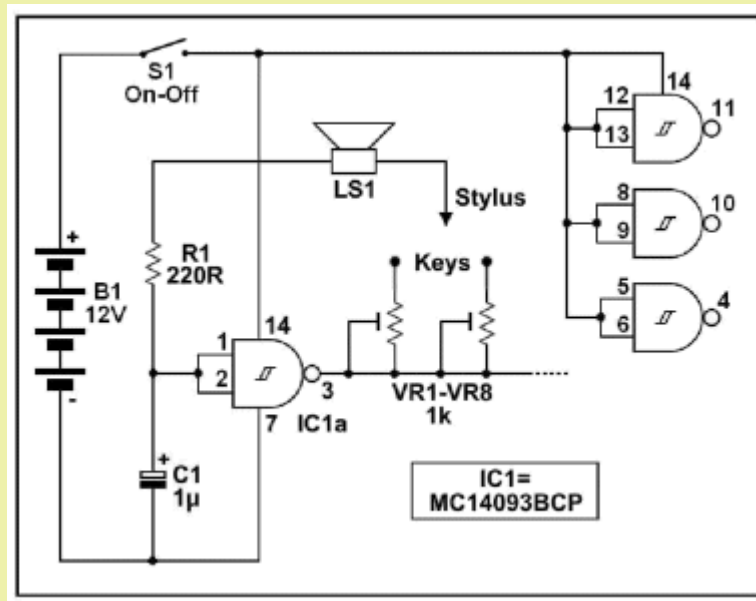 S1
On-Off
14
12
13
11
LS1
Stylus
8
9
10
R1
220R
Keys
+
B1
12V
-
5
6
4
1
2
14
3
7
IC1a
VR1-VR8
1k
+
C1
1µ
IC1=
MC14093BCP